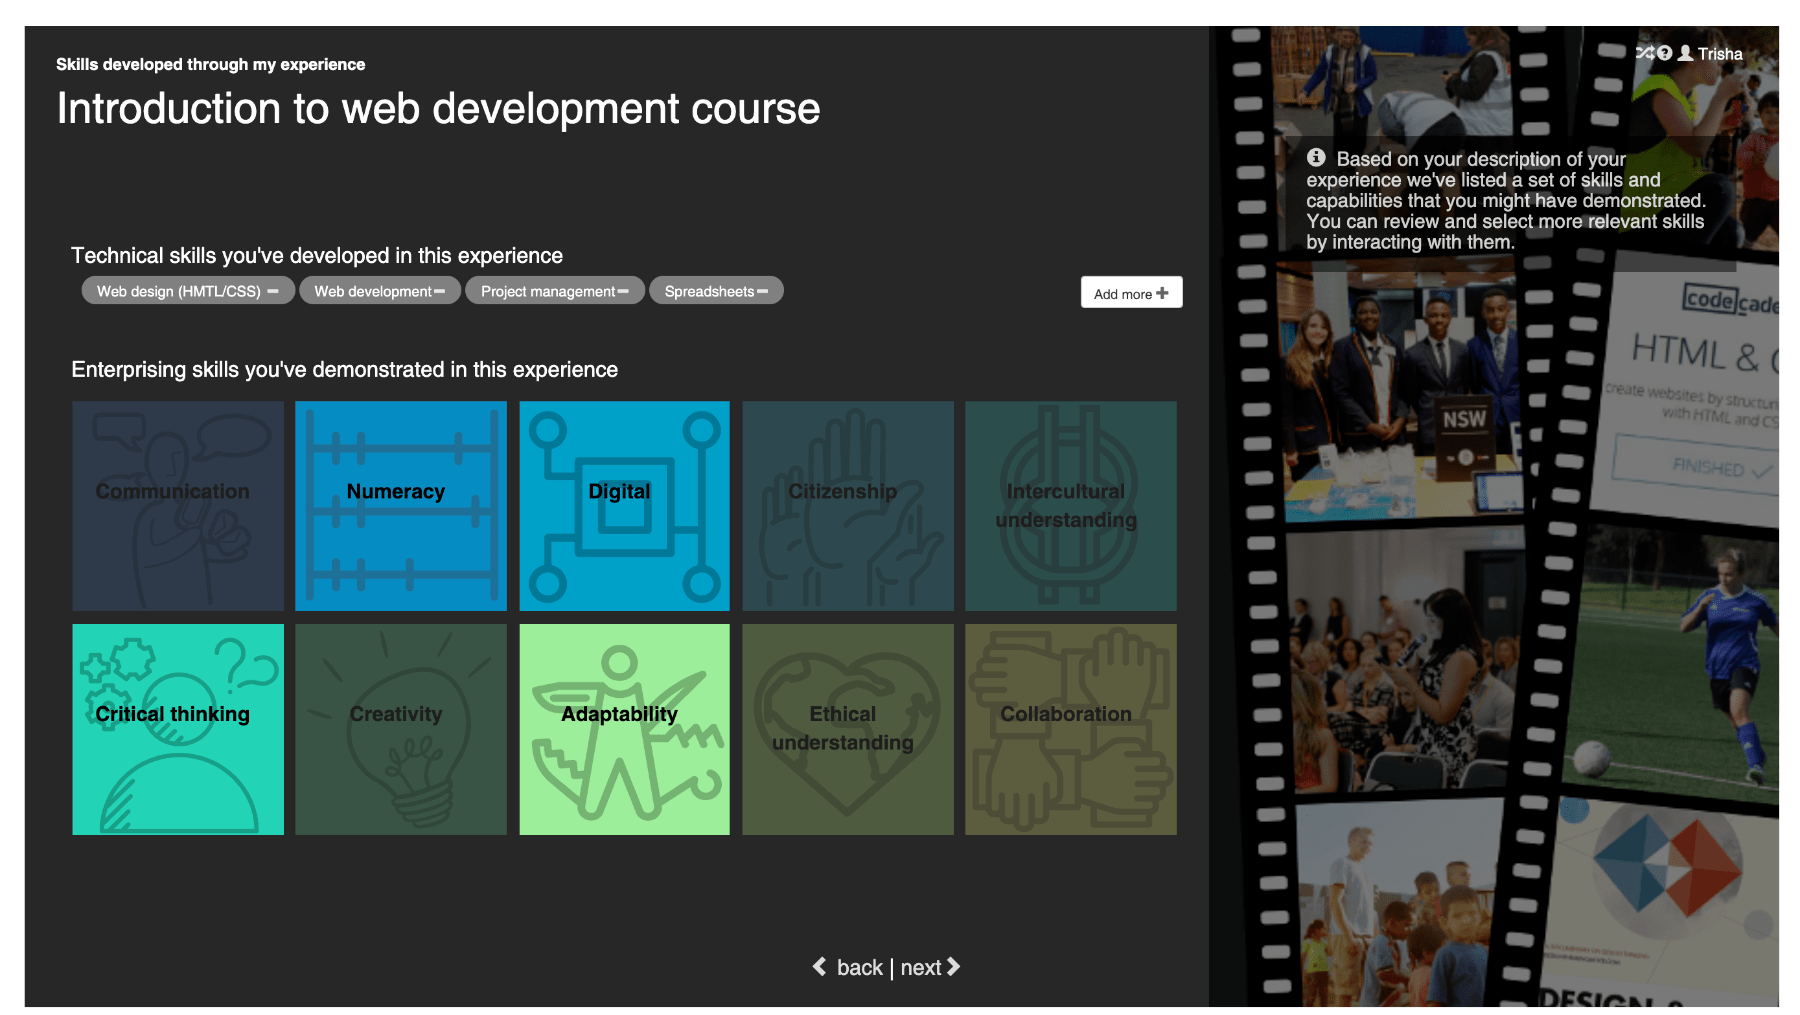 Skills developed through my experience
Introduction to web development course
Trisha
Based on your description of your
experience we've listed a set of skills and
capabilities that you might have demonstrated.
You can review and select more relevant skills
by interacting with them.
Technical skills you've developed in this experience
Web design (HMTL/CSS)
Web development
Project management
Spreadsheets
Add more
Enterprising skills you've demonstrated in this experience
Communication
Numeracy
Digital
Citizenship
Intercultural
understanding
Critical thinking
Creativity
Adaptability
Ethical
understanding
Collaboration
back | next
codecade
HTML & C
create websites by structurin
with HTML and CS
FINISHED
NSW
DESIGN &